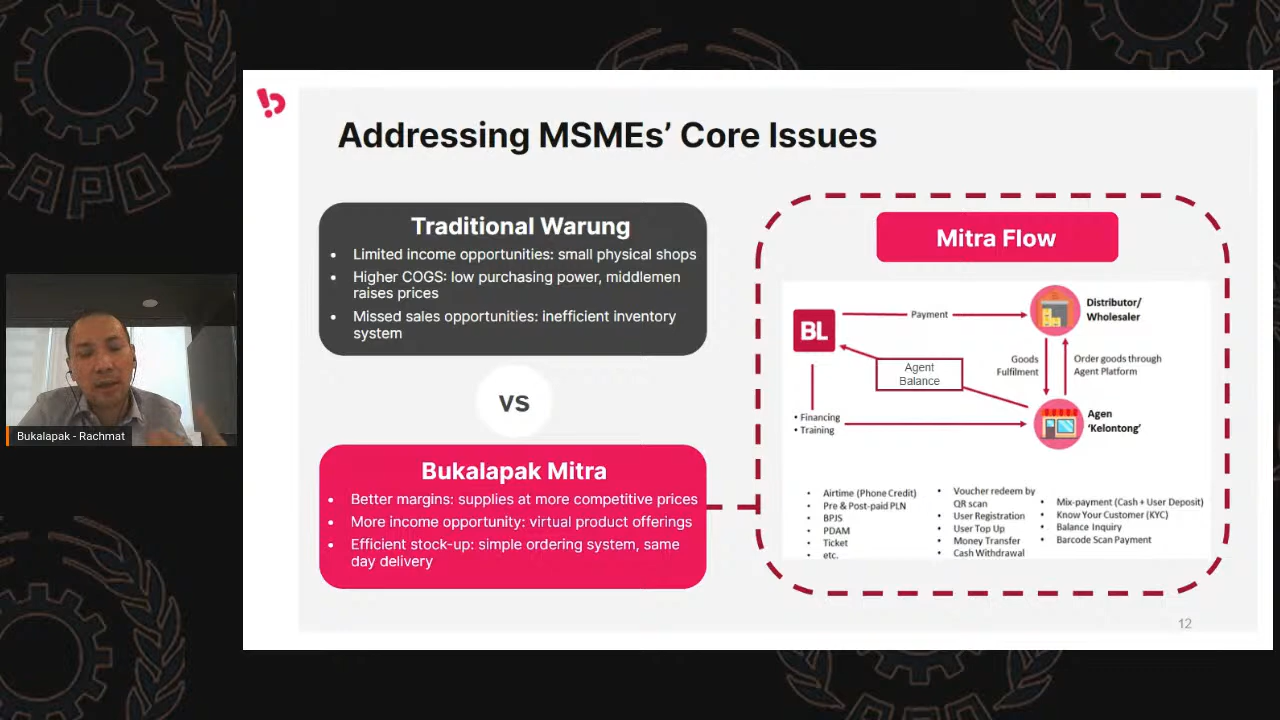 Addressing MSMEs’ Core Issues
Traditional Warung
• Limited income opportunities: small physical shops
• Higher COGS: low purchasing power, middlemen
raises prices
• Missed sales opportunities: inefficient inventory
system
VS
Bukalapak Mitra
• Better margins: supplies at more competitive prices
• More income opportunity: virtual product offerings
• Efficient stock-up: simple ordering system, same
day delivery
Mitra Flow
BL
Payment
Distributor/
Wholesaler
Agent
Balance
Goods
Fulfilment
Order goods through
Agent Platform
• Financing
• Training
Agen
‘Kelontong’
• Airtime (Phone Credit)
• Pre & Post-paid PLN
• BPJS
• PDAM
• Ticket
• etc.
• Voucher redeem by
QR scan
• User Registration
• User Top Up
• Money Transfer
• Cash Withdrawal
• Mix-payment (Cash + User Deposit)
• Know Your Customer (KYC)
• Balance Inquiry
• Barcode Scan Payment
12
Bukalapak - Rachmat
APO